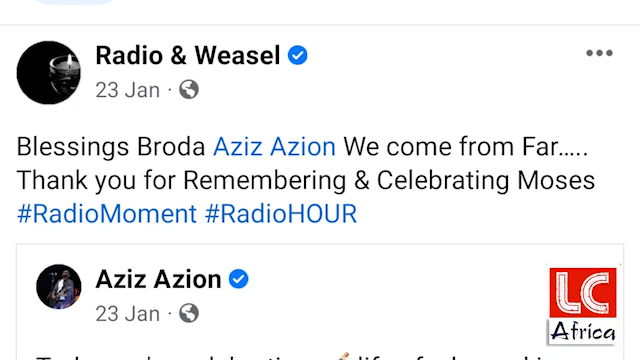 Radio & Weasel
23 Jan ·
Blessings Broda Aziz Azion We come from Far.....
Thank you for Remembering & Celebrating Moses
#RadioMoment #RadioHOUR
Aziz Azion
23 Jan ·
LC
Africa